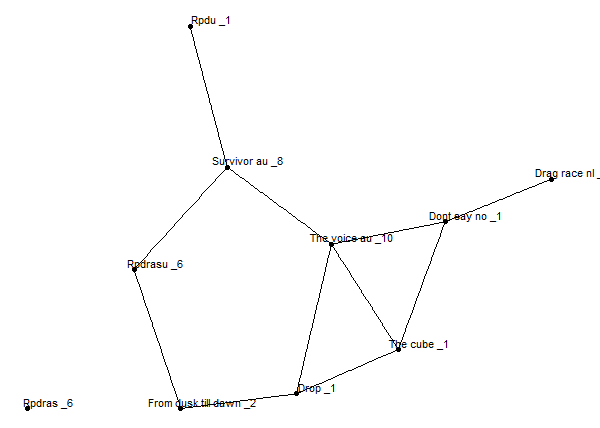 Rpdu _1
Survivor au _8
Drag race nl _
Dont say no _1
The voice au _10
Rpdrasu _6
The cube _1
Drop _1
Rpdras _6
From dusk till dawn _2